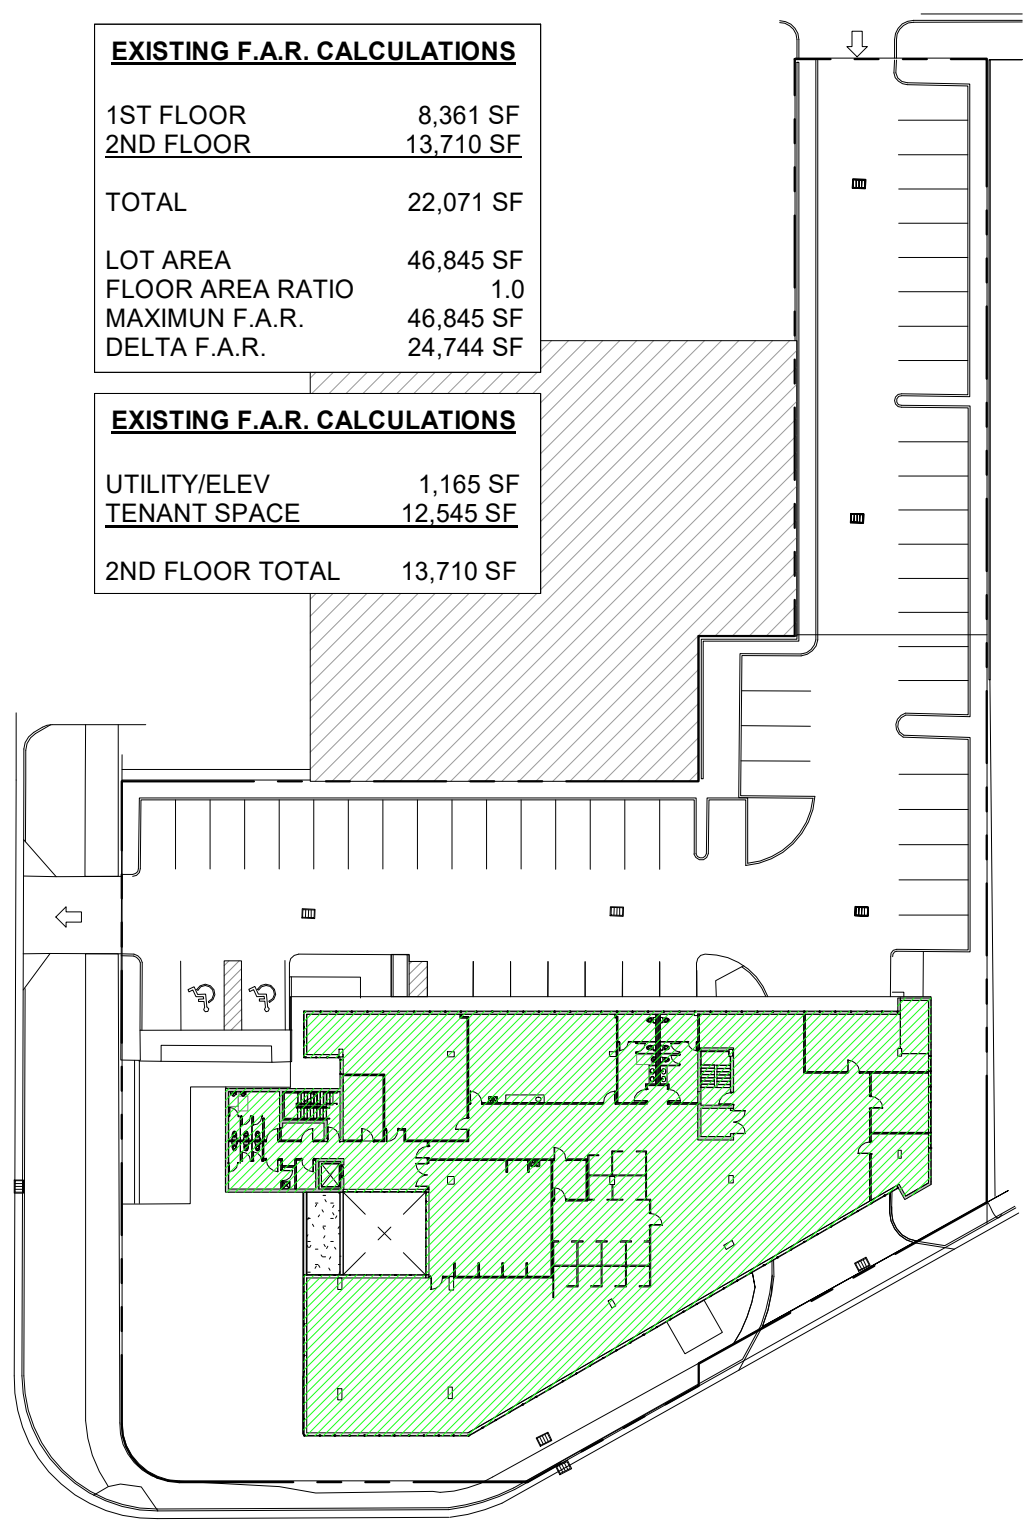 EXISTING F.A.R. CALCULATIONS
1ST FLOOR 8,361 SF
2ND FLOOR 13,710 SF
TOTAL 22,071 SF
LOT AREA 46,845 SF
FLOOR AREA RATIO 1.0
MAXIMUN F.A.R. 46,845 SF
DELTA F.A.R. 24,744 SF
EXISTING F.A.R. CALCULATIONS
UTILITY/ELEV 1,165 SF
TENANT SPACE 12,545 SF
2ND FLOOR TOTAL 13,710 SF